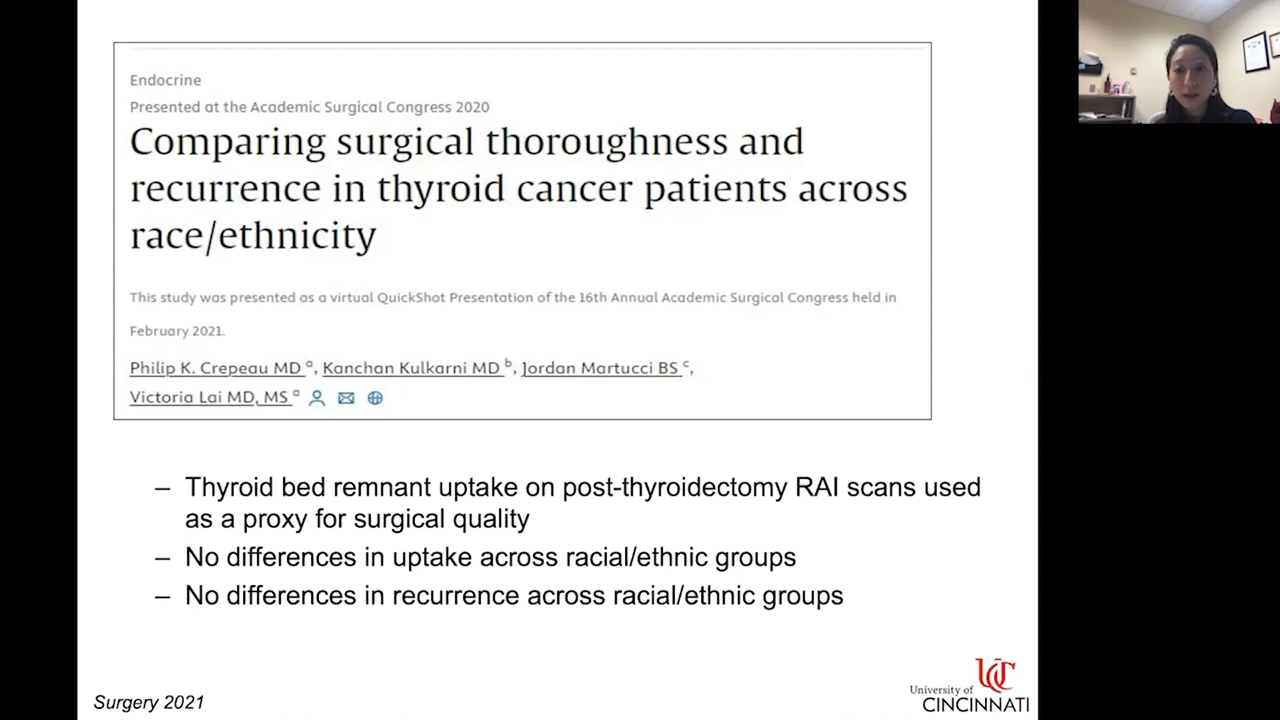 Endocrine
Presented at the Academic Surgical Congress 2020
Comparing surgical thoroughness and
recurrence in thyroid cancer patients across
race/ethnicity
This study was presented as a virtual QuickShot Presentation of the 16th Annual Academic Surgical Congress held in
February 2021.
Philip K. Crepeau MD a, Kanchan Kulkarni MD b, Jordan Martucci BS c,
Victoria Lai MD, MS a
– Thyroid bed remnant uptake on post-thyroidectomy RAI scans used
as a proxy for surgical quality
– No differences in uptake across racial/ethnic groups
– No differences in recurrence across racial/ethnic groups
Surgery 2021
UC
University of
CINCINNATI